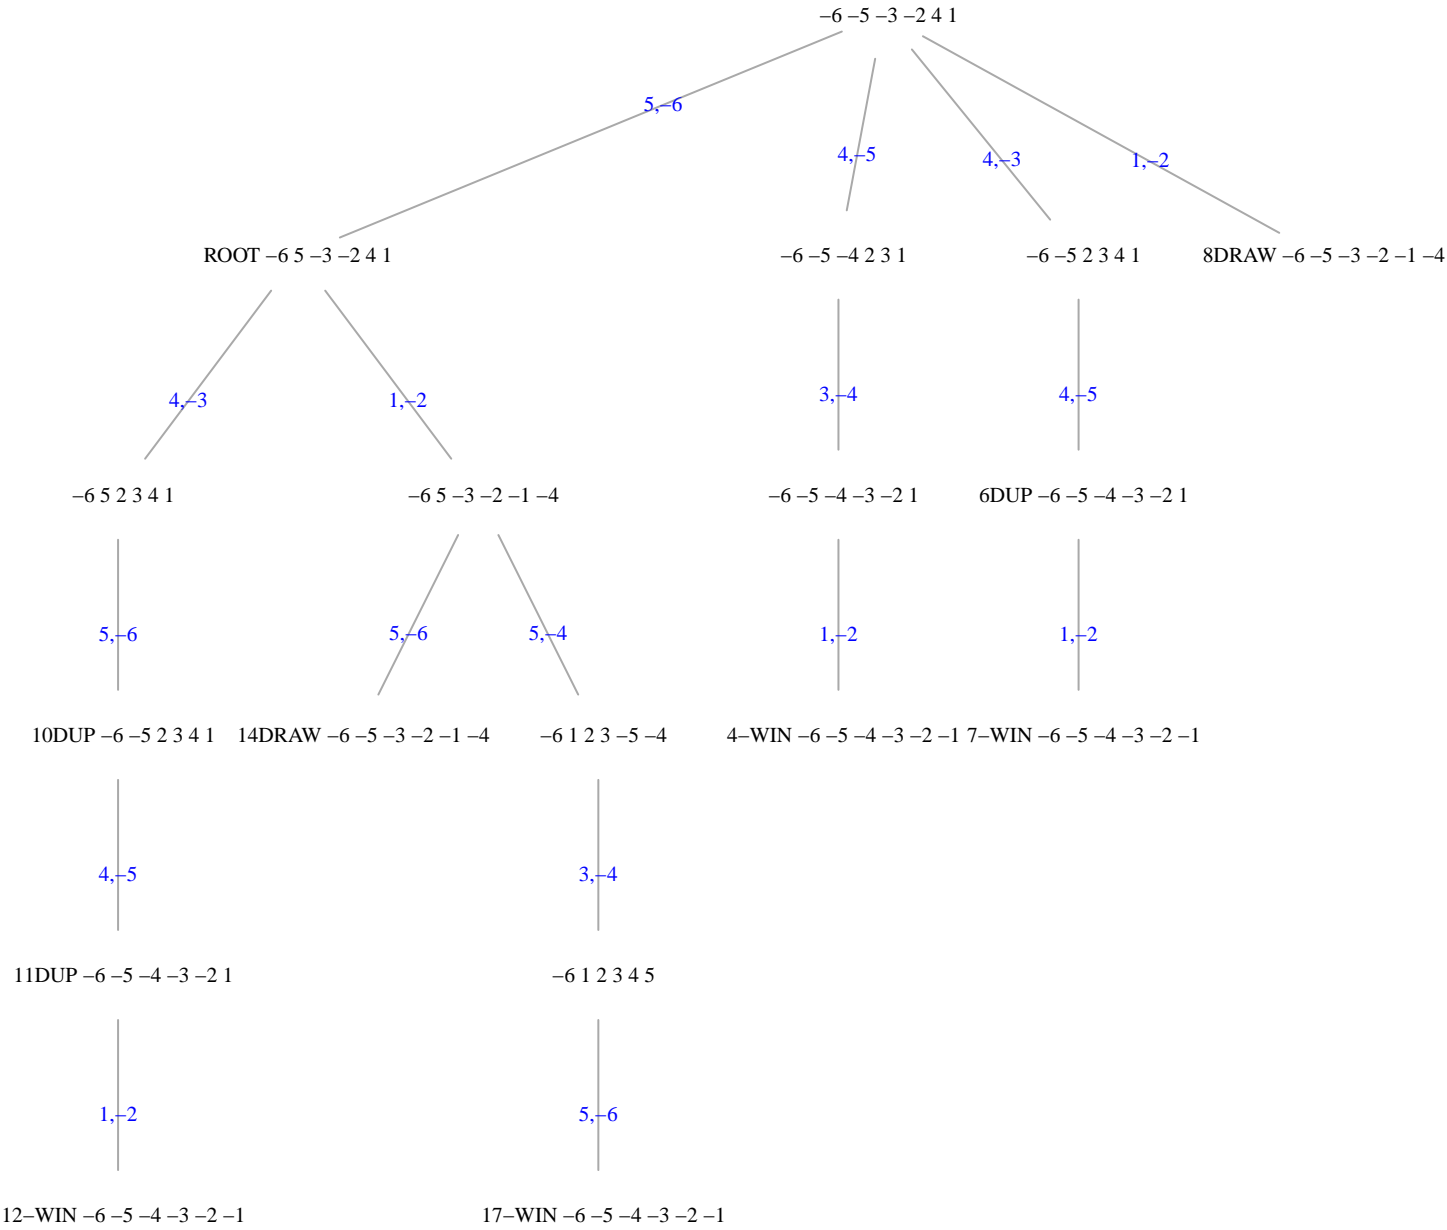 −6 −5 −3 −2 4 1
5,−6
4,−5
4,−3
1,−2
ROOT −6 5 −3 −2 4 1
−6 −5 −4 2 3 1
−6 −5 2 3 4 1
8DRAW −6 −5 −3 −2 −1 −4
4,−3
1,−2
3,−4
4,−5
−6 5 2 3 4 1
−6 5 −3 −2 −1 −4
−6 −5 −4 −3 −2 1
6DUP −6 −5 −4 −3 −2 1
5,−6
5,−6
5,−4
1,−2
1,−2
10DUP −6 −5 2 3 4 1
14DRAW −6 −5 −3 −2 −1 −4
−6 1 2 3 −5 −4
4−WIN −6 −5 −4 −3 −2 −1
7−WIN −6 −5 −4 −3 −2 −1
4,−5
3,−4
11DUP −6 −5 −4 −3 −2 1
−6 1 2 3 4 5
1,−2
5,−6
12−WIN −6 −5 −4 −3 −2 −1
17−WIN −6 −5 −4 −3 −2 −1